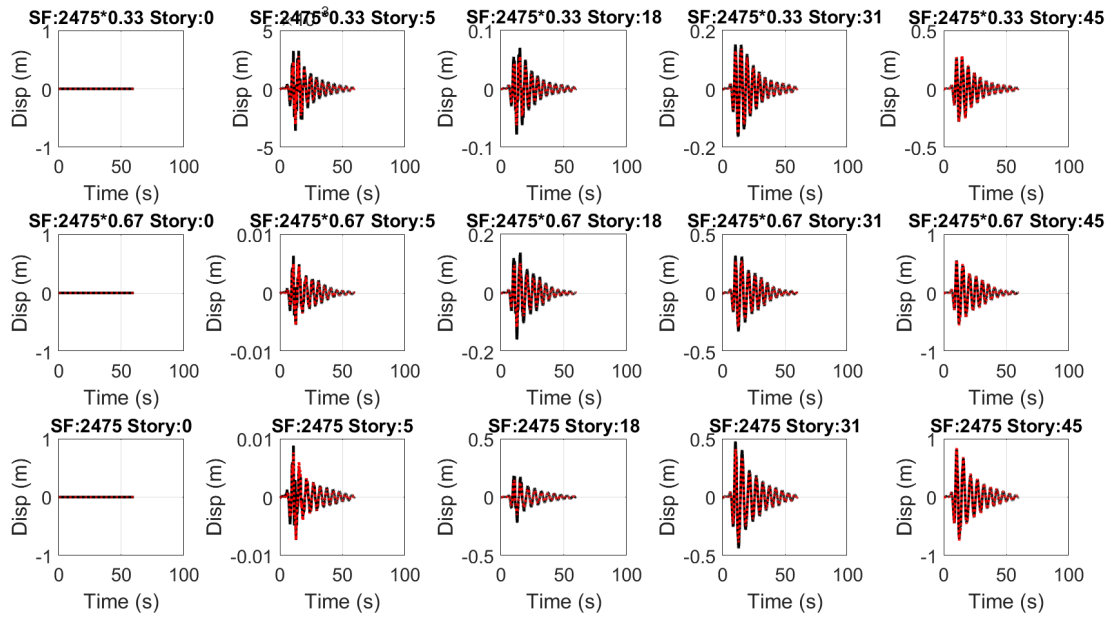 SF:2475*0.33 Story:0
1
0
-1
Disp (m)
0 50 100
Time (s)
SF:2475*0.33 Story:5
5
0
-5
Disp (m)
0 50 100
Time (s)
SF:2475*0.33 Story:18
0.1
0
-0.1
Disp (m)
0 50 100
Time (s)
SF:2475*0.33 Story:31
0.2
0
-0.2
Disp (m)
0 50 100
Time (s)
SF:2475*0.33 Story:45
0.5
0
-0.5
Disp (m)
0 50 100
Time (s)
SF:2475*0.67 Story:0
1
0
-1
Disp (m)
0 50 100
Time (s)
SF:2475*0.67 Story:5
0.01
0
-0.01
Disp (m)
0 50 100
Time (s)
SF:2475*0.67 Story:18
0.2
0
-0.2
Disp (m)
0 50 100
Time (s)
SF:2475*0.67 Story:31
0.5
0
-0.5
Disp (m)
0 50 100
Time (s)
SF:2475*0.67 Story:45
1
0
-1
Disp (m)
0 50 100
Time (s)
SF:2475 Story:0
1
0
-1
Disp (m)
0 50 100
Time (s)
SF:2475 Story:5
0.01
0
-0.01
Disp (m)
0 50 100
Time (s)
SF:2475 Story:18
0.5
0
-0.5
Disp (m)
0 50 100
Time (s)
SF:2475 Story:31
0.5
0
-0.5
Disp (m)
0 50 100
Time (s)
SF:2475 Story:45
1
0
-1
Disp (m)
0 50 100
Time (s)